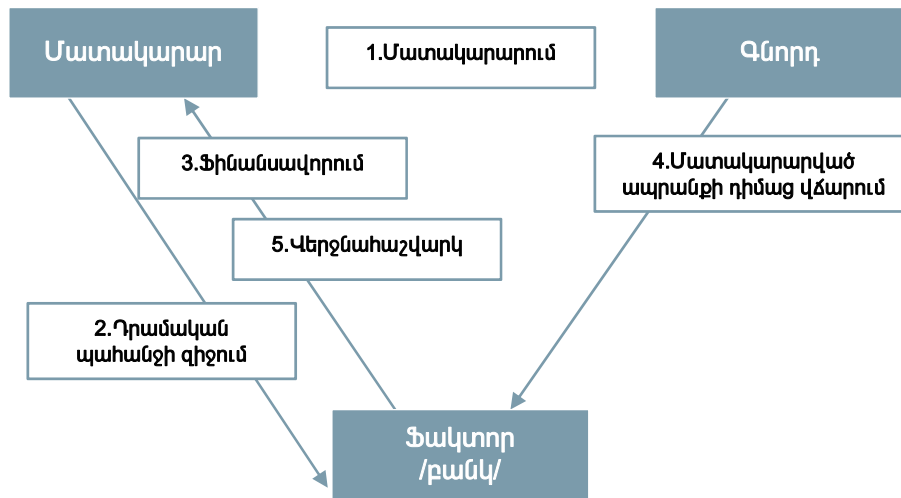 Մատակարար
1.Մատակարարում
Գնորդ
3.Ֆինանսավորում
4.Մատակարարված
ապրանքի դիմաց վճարում
5.Վերջնահաշվարկ
2.Դրամական
պահանջի զիջում
Ֆակտոր
/բանկ/